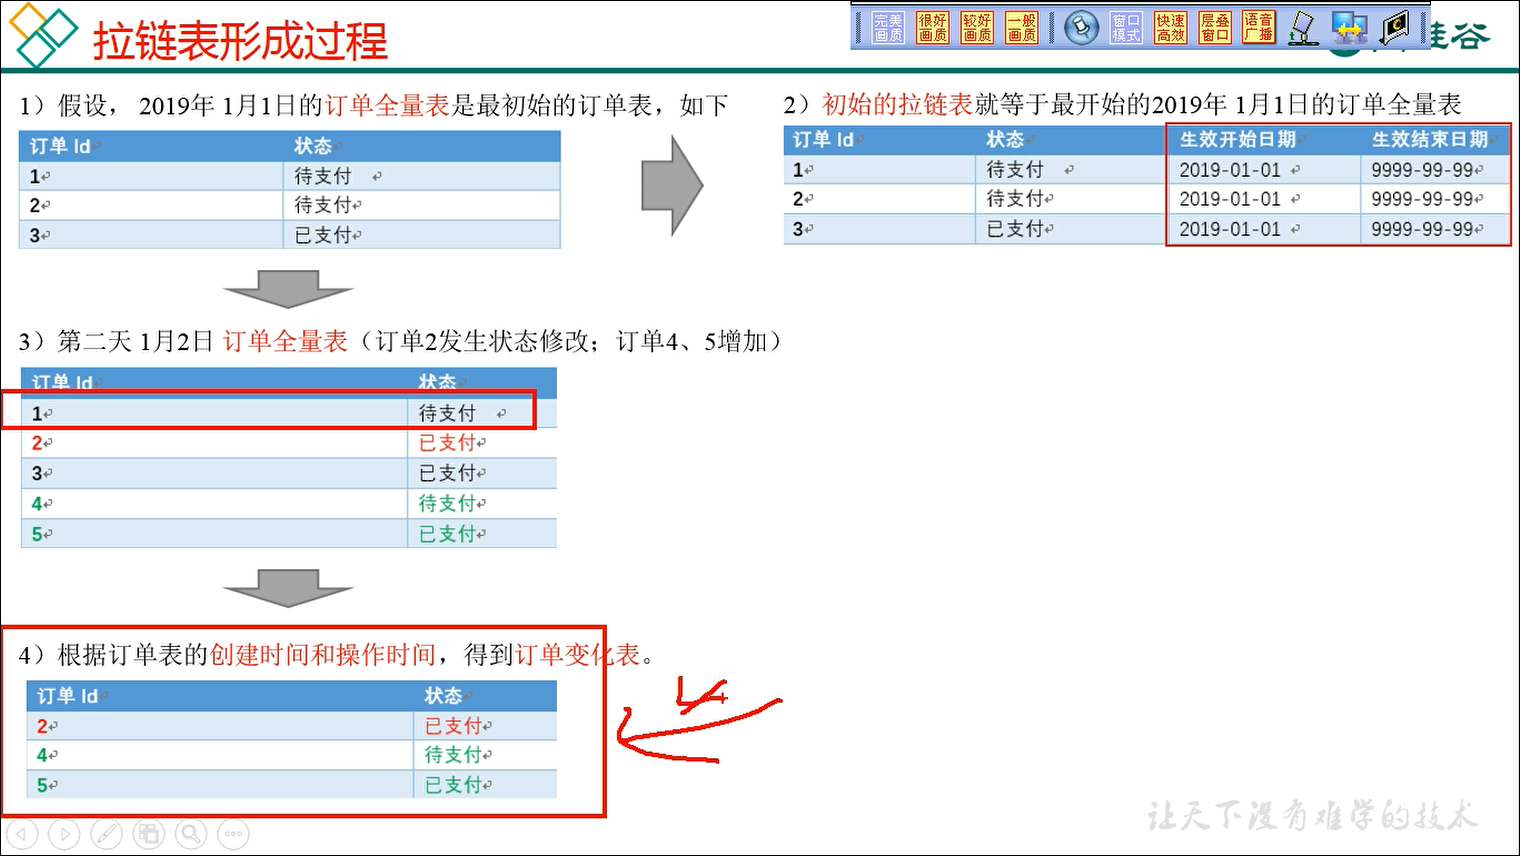 拉链表形成过程
完美画质 很好画质 较好画质 一般画质 窗口模式 快速高效 层叠窗口 语音广播
谷
1）假设， 2019年 1月1日的订单全量表是最初始的订单表，如下
订单 Id 状态
1 待支付
2 待支付
3 已支付
2）初始的拉链表就等于最开始的2019年 1月1日的订单全量表
订单 Id 状态 生效开始日期 生效结束日期
1 待支付 2019-01-01 9999-99-99
2 待支付 2019-01-01 9999-99-99
3 已支付 2019-01-01 9999-99-99
3）第二天 1月2日 订单全量表（订单2发生状态修改；订单4、5增加）
订单 Id 状态
1 待支付
2 已支付
3 已支付
4 待支付
5 已支付
4）根据订单表的创建时间和操作时间，得到订单变化表。
订单 Id 状态
2 已支付
4 待支付
5 已支付
让天下没有难学的技术